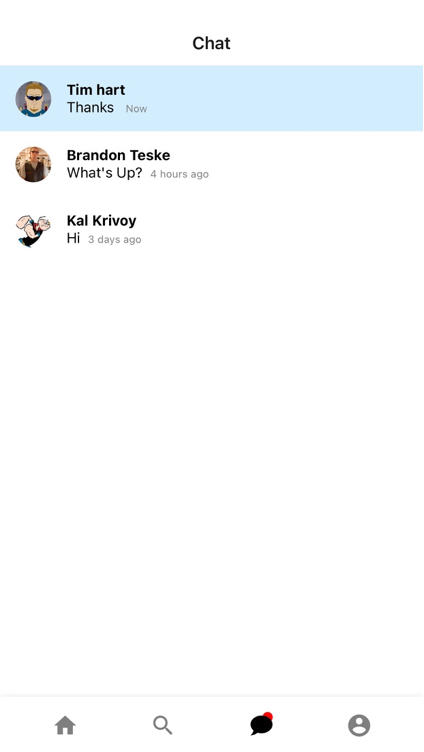 Chat
Tim hart
Thanks Now
Brandon Teske
What's Up? 4 hours ago
Kal Krivoy
Hi 3 days ago